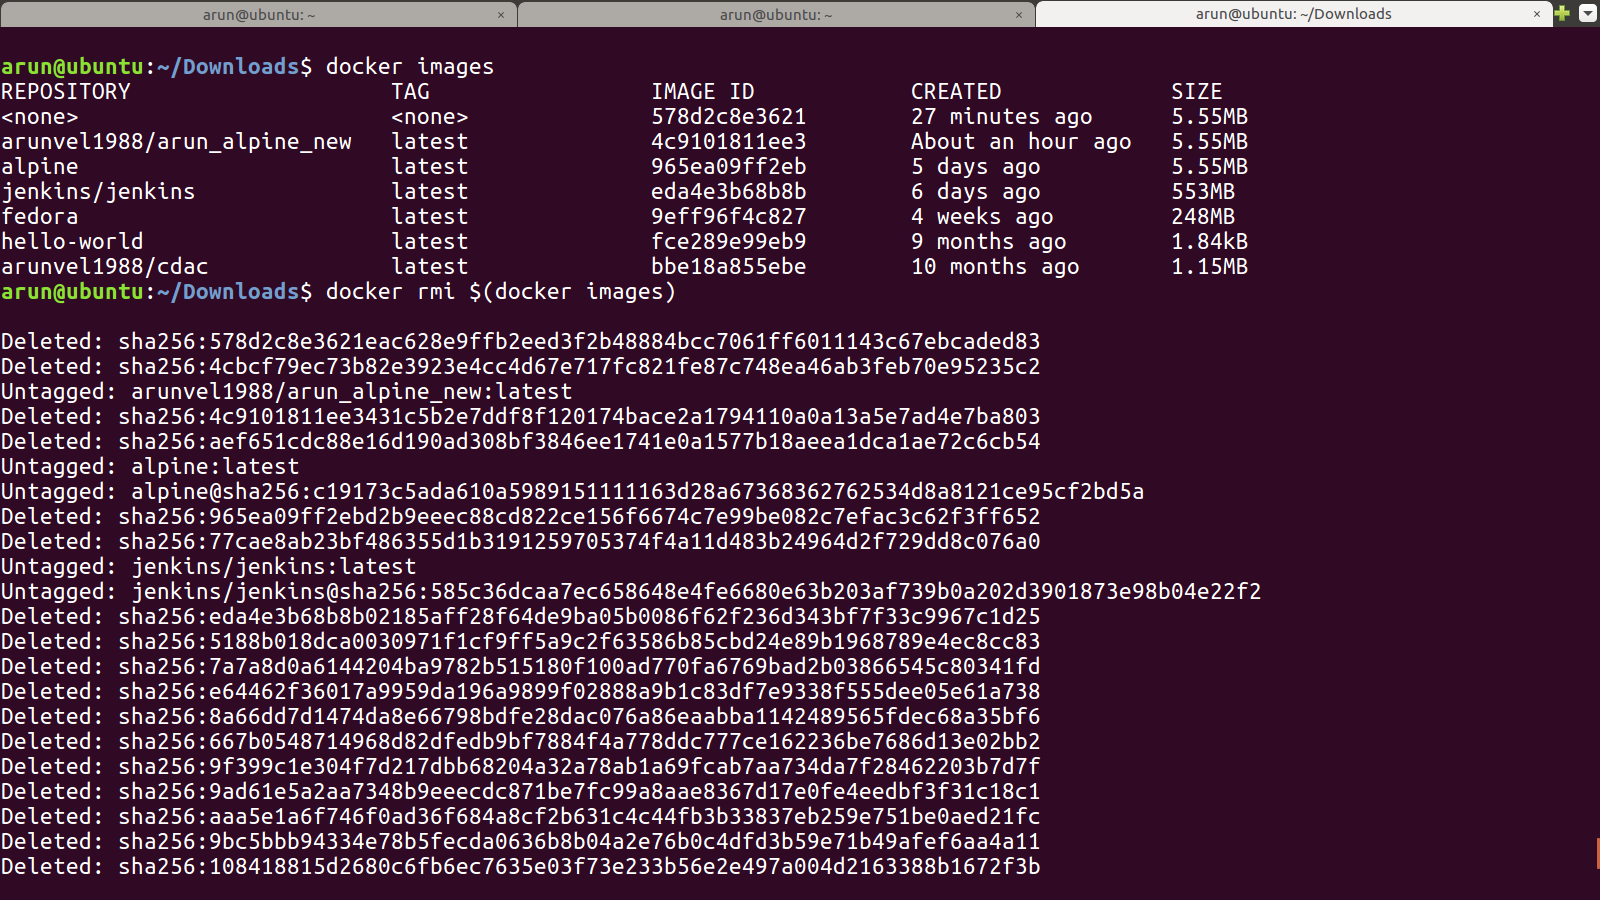 arun@ubuntu: ~ × arun@ubuntu: ~ × arun@ubuntu: ~/Downloads ×
arun@ubuntu:~/Downloads$ docker images
REPOSITORY TAG IMAGE ID CREATED SIZE
<none> <none> 578d2c8e3621 27 minutes ago 5.55MB
arunvel1988/arun_alpine_new latest 4c9101811ee3 About an hour ago 5.55MB
alpine latest 965ea09ff2eb 5 days ago 5.55MB
jenkins/jenkins latest eda4e3b68b8b 6 days ago 553MB
fedora latest 9eff96f4c827 4 weeks ago 248MB
hello-world latest fce289e99eb9 9 months ago 1.84kB
arunvel1988/cdac latest bbe18a855ebe 10 months ago 1.15MB
arun@ubuntu:~/Downloads$ docker rmi $(docker images)
Deleted: sha256:578d2c8e3621eac628e9ffb2eed3f2b48884bcc7061ff6011143c67ebcaded83
Deleted: sha256:4cbcf79ec73b82e3923e4cc4d67e717fc821fe87c748ea46ab3feb70e95235c2
Untagged: arunvel1988/arun_alpine_new:latest
Deleted: sha256:4c9101811ee3431c5b2e7ddf8f120174bace2a1794110a0a13a5e7ad4e7ba803
Deleted: sha256:aef651cdc88e16d190ad308bf3846ee1741e0a1577b18aeea1dca1ae72c6cb54
Untagged: alpine:latest
Untagged: alpine@sha256:c19173c5ada610a5989151111163d28a67368362762534d8a8121ce95cf2bd5a
Deleted: sha256:965ea09ff2ebd2b9eeec88cd822ce156f6674c7e99be082c7efac3c62f3ff652
Deleted: sha256:77cae8ab23bf486355d1b3191259705374f4a11d483b24964d2f729dd8c076a0
Untagged: jenkins/jenkins:latest
Untagged: jenkins/jenkins@sha256:585c36dcaa7ec658648e4fe6680e63b203af739b0a202d3901873e98b04e22f2
Deleted: sha256:eda4e3b68b8b02185aff28f64de9ba05b0086f62f236d343bf7f33c9967c1d25
Deleted: sha256:5188b018dca0030971f1cf9ff5a9c2f63586b85cbd24e89b1968789e4ec8cc83
Deleted: sha256:7a7a8d0a6144204ba9782b515180f100ad770fa6769bad2b03866545c80341fd
Deleted: sha256:e64462f36017a9959da196a9899f02888a9b1c83df7e9338f555dee05e61a738
Deleted: sha256:8a66dd7d1474da8e66798bdfe28dac076a86eaabba1142489565fdec68a35bf6
Deleted: sha256:667b0548714968d82dfedb9bf7884f4a778ddc777ce162236be7686d13e02bb2
Deleted: sha256:9f399c1e304f7d217dbb68204a32a78ab1a69fcab7aa734da7f28462203b7d7f
Deleted: sha256:9ad61e5a2aa7348b9eeecdc871be7fc99a8aae8367d17e0fe4eedbf3f31c18c1
Deleted: sha256:aaa5e1a6f746f0ad36f684a8cf2b631c4c44fb3b33837eb259e751be0aed21fc
Deleted: sha256:9bc5bbb94334e78b5fecda0636b8b04a2e76b0c4dfd3b59e71b49afef6aa4a11
Deleted: sha256:108418815d2680c6fb6ec7635e03f73e233b56e2e497a004d2163388b1672f3b